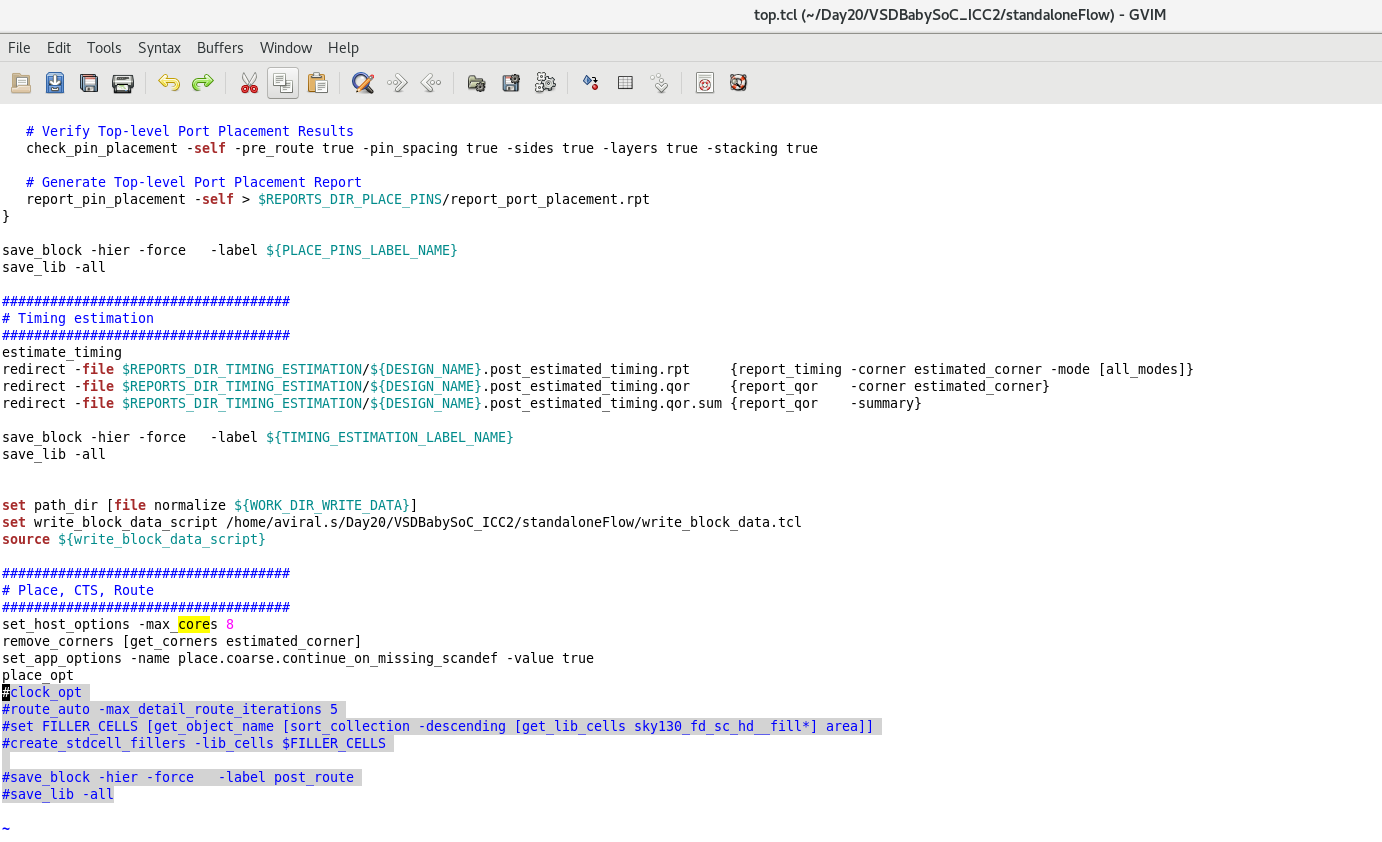 top.tcl (~/Day20/VSDBabySoC_ICC2/standaloneFlow) - GVIM
File Edit Tools Syntax Buffers Window Help
# Verify Top-level Port Placement Results
check_pin_placement -self -pre_route true -pin_spacing true -sides true -layers true -stacking true
# Generate Top-level Port Placement Report
report_pin_placement -self > $REPORTS_DIR_PLACE_PINS/report_port_placement.rpt
}
save_block -hier -force   -label ${PLACE_PINS_LABEL_NAME}
save_lib -all
####################################
# Timing estimation
####################################
estimate_timing
redirect -file $REPORTS_DIR_TIMING_ESTIMATION/${DESIGN_NAME}.post_estimated_timing.rpt     {report_timing -corner estimated_corner -mode [all_modes]}
redirect -file $REPORTS_DIR_TIMING_ESTIMATION/${DESIGN_NAME}.post_estimated_timing.qor     {report_qor    -corner estimated_corner}
redirect -file $REPORTS_DIR_TIMING_ESTIMATION/${DESIGN_NAME}.post_estimated_timing.qor.sum {report_qor    -summary}
save_block -hier -force   -label ${TIMING_ESTIMATION_LABEL_NAME}
save_lib -all
set path_dir [file normalize ${WORK_DIR_WRITE_DATA}]
set write_block_data_script /home/aviral.s/Day20/VSDBabySoC_ICC2/standaloneFlow/write_block_data.tcl
source ${write_block_data_script}
####################################
# Place, CTS, Route
####################################
set_host_options -max_cores 8
remove_corners [get_corners estimated_corner]
set_app_options -name place.coarse.continue_on_missing_scandef -value true
place_opt
#clock_opt
#route_auto -max_detail_route_iterations 5
#set FILLER_CELLS [get_object_name [sort_collection -descending [get_lib_cells sky130_fd_sc_hd__fill*] area]]
#create_stdcell_fillers -lib_cells $FILLER_CELLS
#save_block -hier -force   -label post_route
#save_lib -all
~